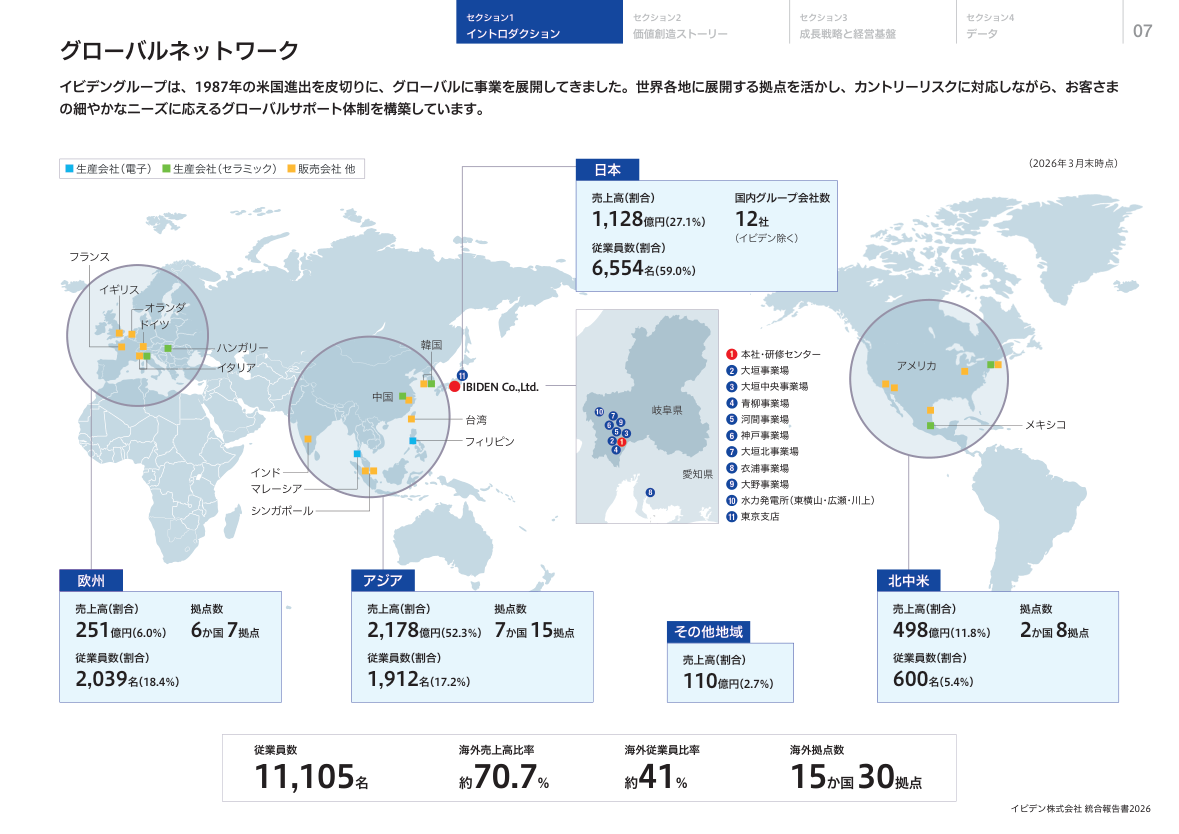 セクション1
イントロダクション
セクション2
価値創造ストーリー
セクション3
成長戦略と経営基盤
セクション4
データ
07
グローバルネットワーク
イビデングループは、1987年の米国進出を皮切りに、グローバルに事業を展開してきました。世界各地に展開する拠点を活かし、カントリーリスクに対応しながら、お客さま
の細やかなニーズに応えるグローバルサポート体制を構築しています。
生産会社(電子) 生産会社(セラミック) 販売会社 他
(2026年3月末時点)
日本
売上高(割合)
1,128億円(27.1%)
従業員数(割合)
6,554名(59.0%)
国内グループ会社数
12社
(イビデン除く)
フランス
イギリス
オランダ
ドイツ
ハンガリー
イタリア
韓国
11
IBIDEN Co.,Ltd.
中国
台湾
フィリピン
インド
マレーシア
シンガポール
岐阜県
愛知県
10
7
9
6
5
3
2
1
4
8
1 本社・研修センター
2 大垣事業場
3 大垣中央事業場
4 青柳事業場
5 河間事業場
6 神戸事業場
7 大垣北事業場
8 衣浦事業場
9 大野事業場
10 水力発電所(東横山・広瀬・川上)
11 東京支店
アメリカ
メキシコ
欧州
売上高(割合)
251億円(6.0%)
拠点数
6か国 7拠点
従業員数(割合)
2,039名(18.4%)
アジア
売上高(割合)
2,178億円(52.3%)
拠点数
7か国 15拠点
従業員数(割合)
1,912名(17.2%)
その他地域
売上高(割合)
110億円(2.7%)
北中米
売上高(割合)
498億円(11.8%)
拠点数
2か国 8拠点
従業員数(割合)
600名(5.4%)
従業員数
11,105名
海外売上高比率
約70.7%
海外従業員比率
約41%
海外拠点数
15か国 30拠点
イビデン株式会社 統合報告書2026